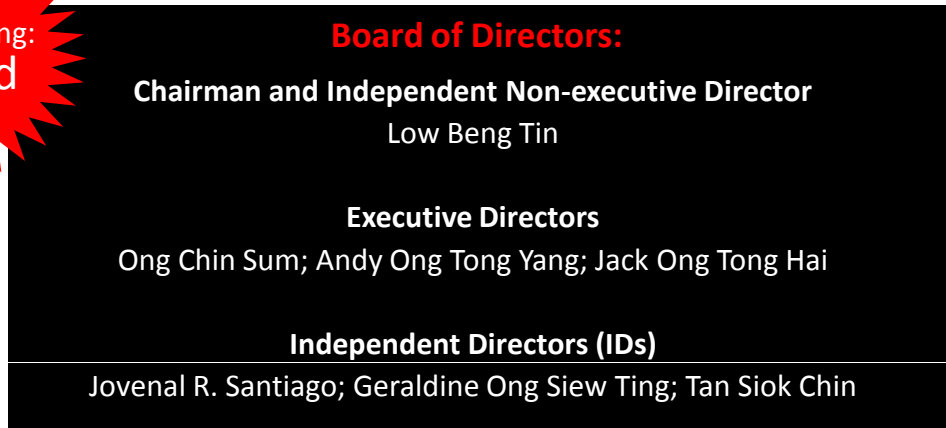 ng:
d
Board of Directors:
Chairman and Independent Non-executive Director
Low Beng Tin
Executive Directors
Ong Chin Sum; Andy Ong Tong Yang; Jack Ong Tong Hai
Independent Directors (IDs)
Jovenal R. Santiago; Geraldine Ong Siew Ting; Tan Siok Chin